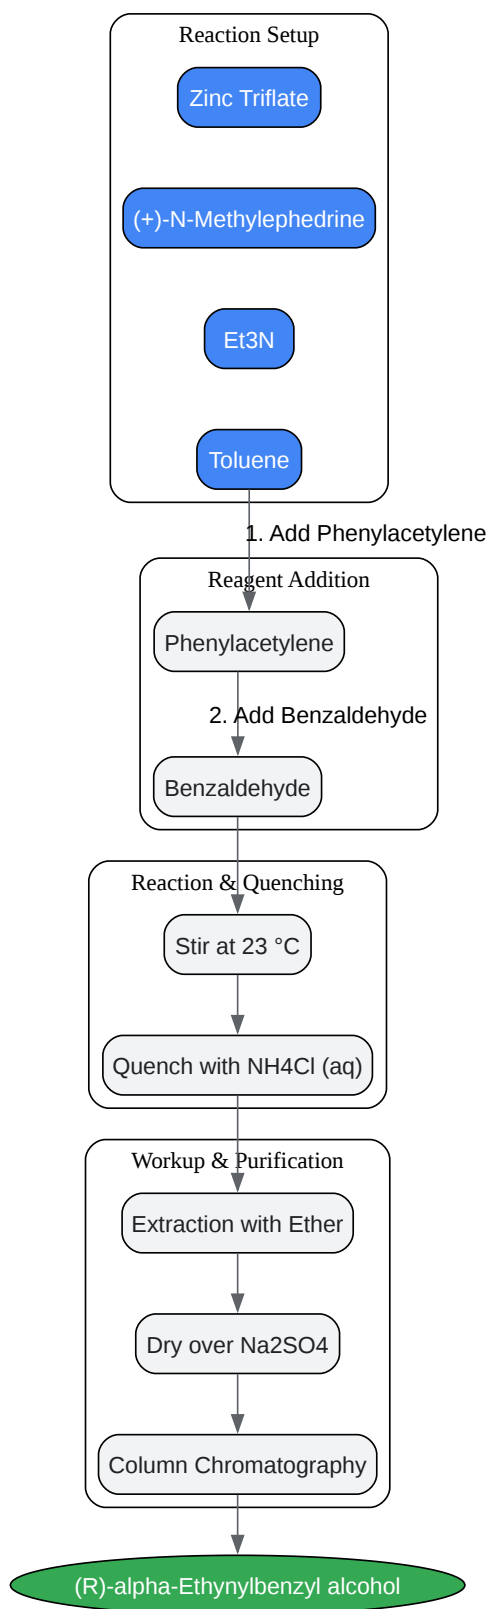 Reaction Setup
Zinc Triflate
(+)-N-Methylephedrine
Et3N
Toluene
1. Add Phenylacetylene
Reagent Addition
Phenylacetylene
2. Add Benzaldehyde
Benzaldehyde
Reaction & Quenching
Stir at 23 °C
Quench with NH4Cl (aq)
Workup & Purification
Extraction with Ether
Dry over Na2SO4
Column Chromatography
(R)-alpha-Ethynylbenzyl alcohol